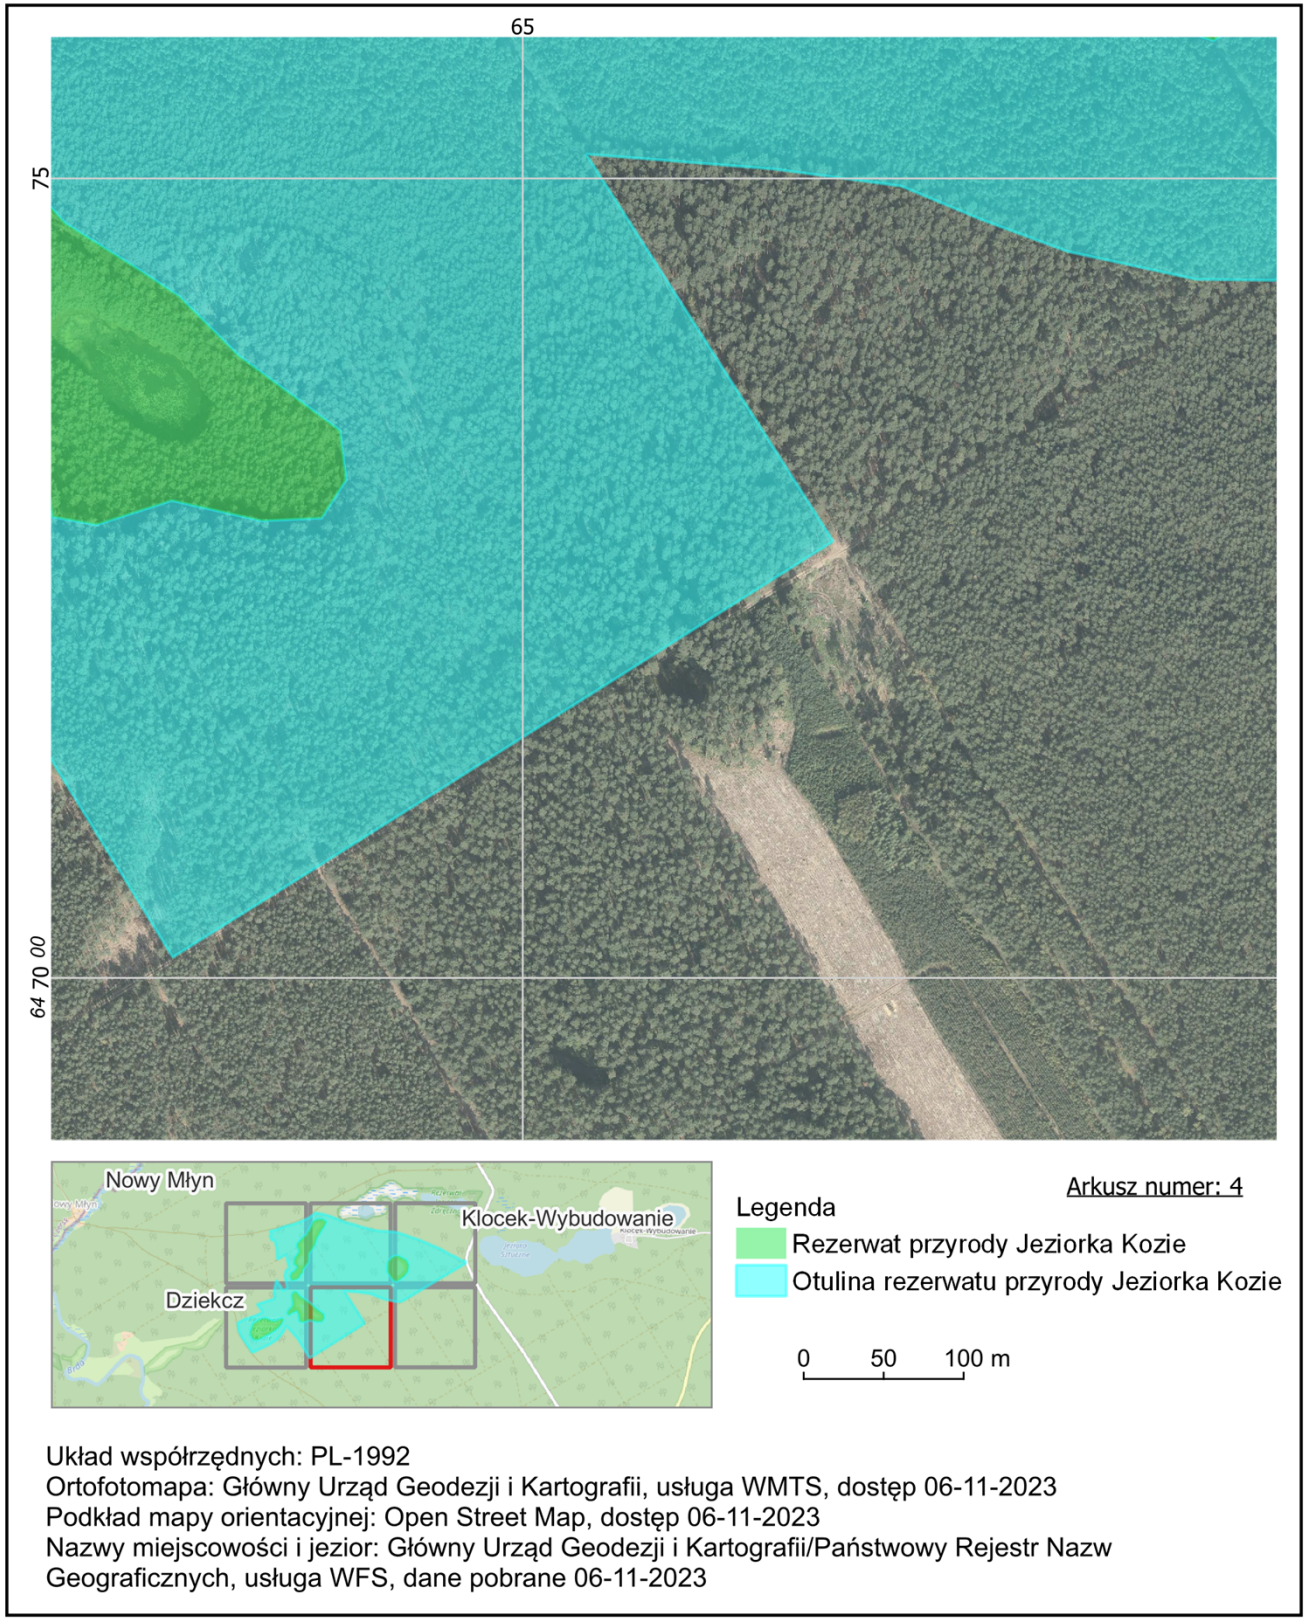 65
75
64 70 00
Nowy Młyn
Klocek-Wybudowanie
Klocek-Wybudowanie
Dziekcz
Brda
Arkusz numer: 4
Legenda
Rezerwat przyrody Jeziorka Kozie
Otulina rezerwatu przyrody Jeziorka Kozie
0 50 100 m
Układ współrzędnych: PL-1992
Ortofotomapa: Główny Urząd Geodezji i Kartografii, usługa WMTS, dostęp 06-11-2023
Podkład mapy orientacyjnej: Open Street Map, dostęp 06-11-2023
Nazwy miejscowości i jezior: Główny Urząd Geodezji i Kartografii/Państwowy Rejestr Nazw
Geograficznych, usługa WFS, dane pobrane 06-11-2023